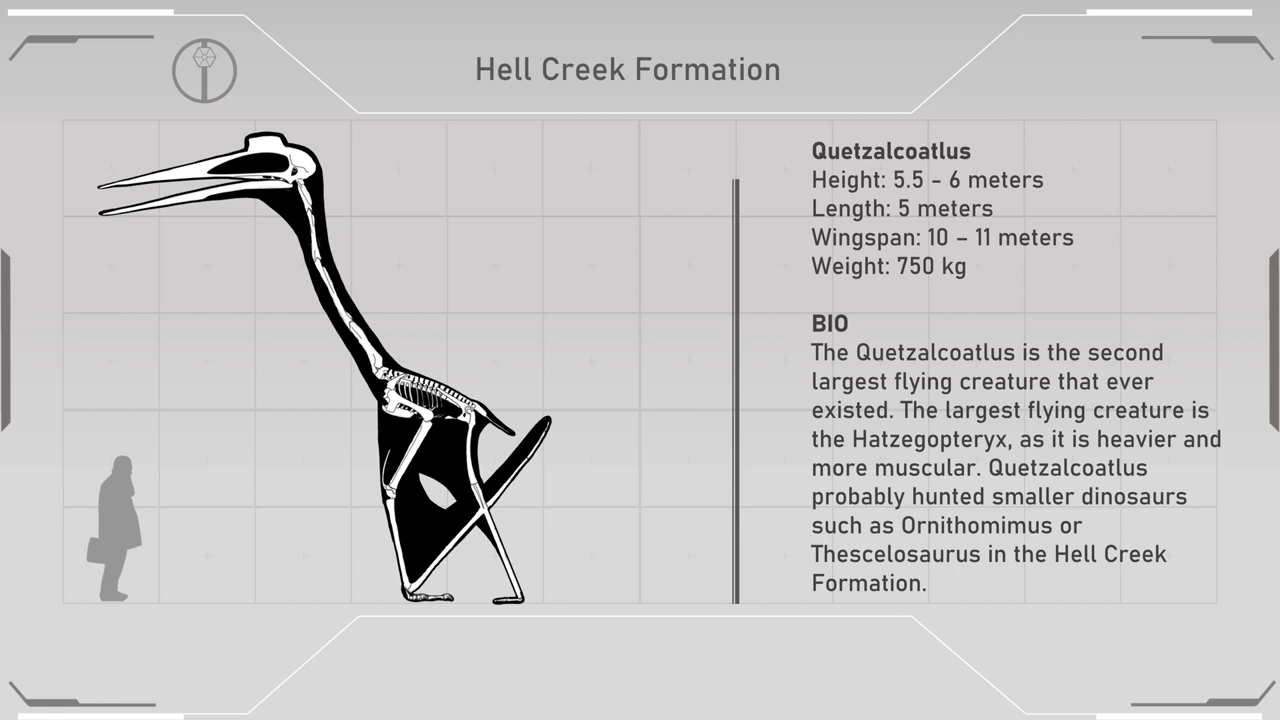 Hell Creek Formation
Quetzalcoatlus
Height: 5.5 - 6 meters
Length: 5 meters
Wingspan: 10 – 11 meters
Weight: 750 kg
BIO
The Quetzalcoatlus is the second
largest flying creature that ever
existed. The largest flying creature is
the Hatzegopteryx, as it is heavier and
more muscular. Quetzalcoatlus
probably hunted smaller dinosaurs
such as Ornithomimus or
Thescelosaurus in the Hell Creek
Formation.